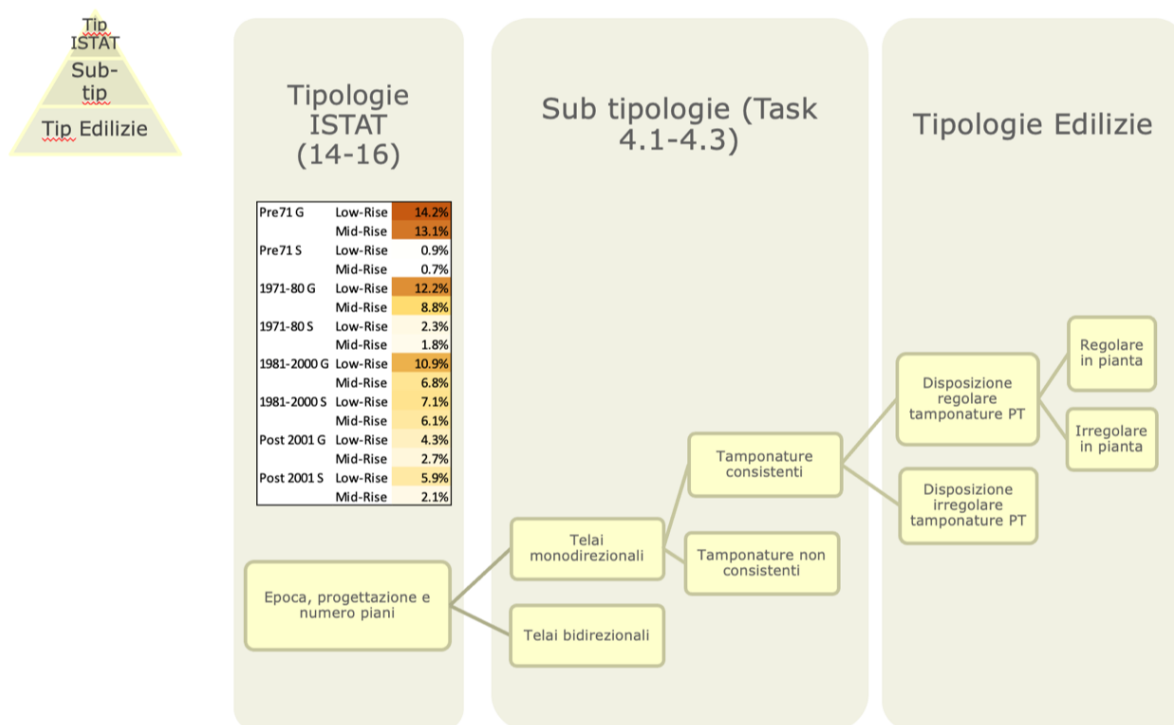 Tip
ISTAT
Sub-
tip
Tip Edilizie
Tipologie
ISTAT
(14-16)
Pre71 G Low-Rise 14.2%
Mid-Rise 13.1%
Pre71 S Low-Rise 0.9%
Mid-Rise 0.7%
1971-80 G Low-Rise 12.2%
Mid-Rise 8.8%
1971-80 S Low-Rise 2.3%
Mid-Rise 1.8%
1981-2000 G Low-Rise 10.9%
Mid-Rise 6.8%
1981-2000 S Low-Rise 7.1%
Mid-Rise 6.1%
Post 2001 G Low-Rise 4.3%
Mid-Rise 2.7%
Post 2001 S Low-Rise 5.9%
Mid-Rise 2.1%
Epoca, progettazione e
numero piani
Sub tipologie (Task
4.1-4.3)
Telai
monodirezionali
Telai bidirezionali
Tamponature
consistenti
Tamponature non
consistenti
Tipologie Edilizie
Disposizione
regolare
tamponature PT
Disposizione
irregolare
tamponature PT
Regolare
in pianta
Irregolare
in pianta